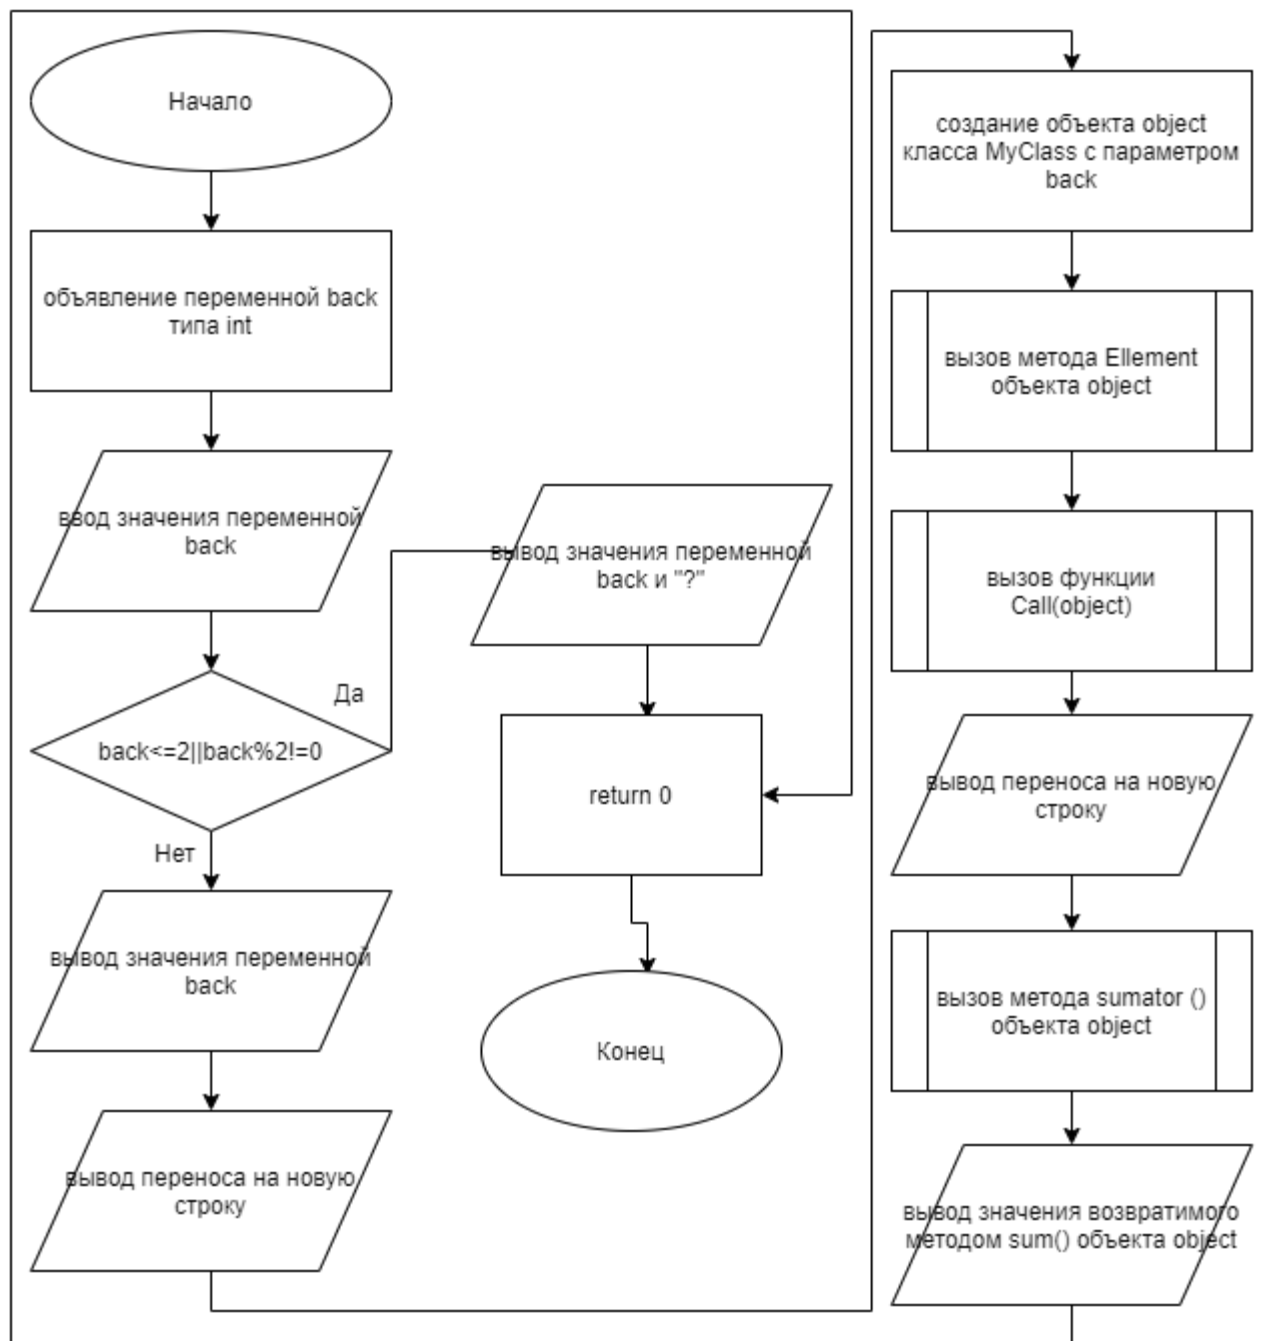 Начало
объявление переменной back
типа int
ввод значения переменной
back
Да
back<=2||back%2!=0
Нет
вывод значения переменной
back
вывод переноса на новую
строку
вывод значения переменной
back и "?"
return 0
Конец
создание объекта object
класса MyClass с параметром
back
вызов метода Ellement
объекта object
вызов функции
Call(object)
вывод переноса на новую
строку
вызов метода sumator ()
объекта object
вывод значения возвратимого
методом sum() объекта object